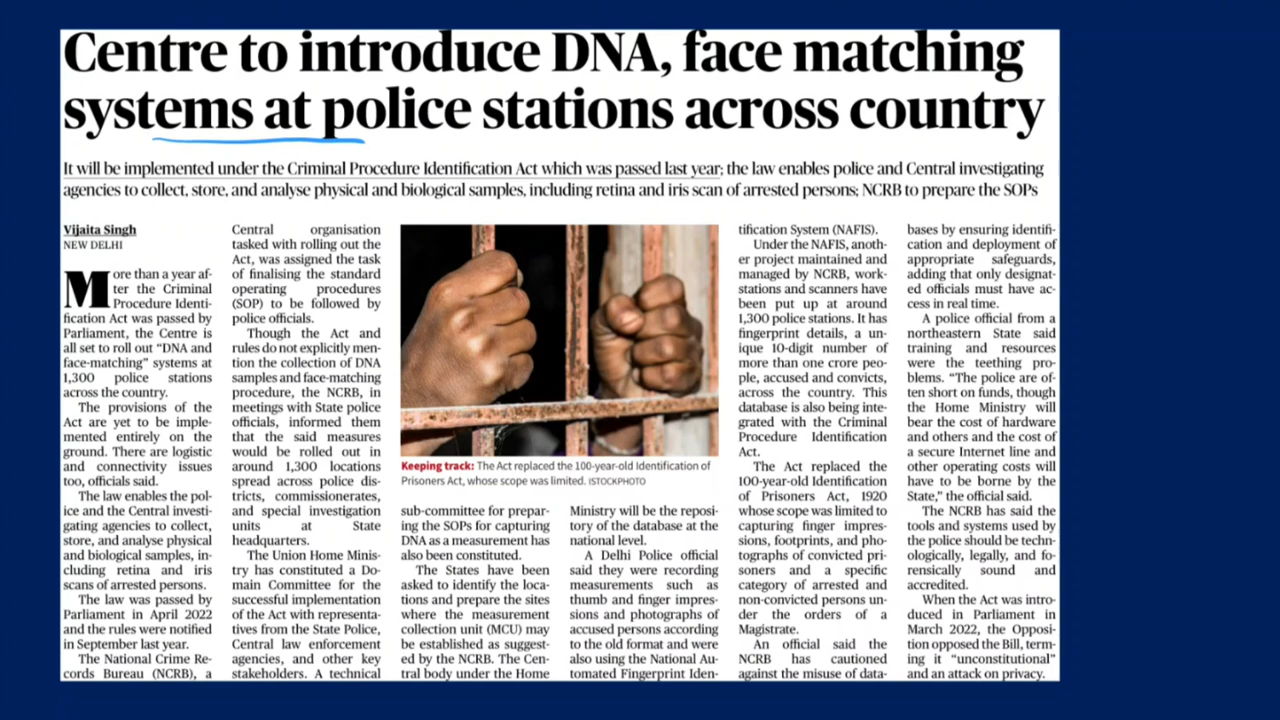 Centre to introduce DNA, face matching
systems at police stations across country
It will be implemented under the Criminal Procedure Identification Act which was passed last year; the law enables police and Central investigating
agencies to collect, store, and analyse physical and biological samples, including retina and iris scan of arrested persons; NCRB to prepare the SOPs
Vijaita Singh
NEW DELHI
More than a year af-
ter the Criminal
Procedure Identi-
fication Act was passed by
Parliament, the Centre is
all set to roll out “DNA and
face-matching” systems at
1,300 police stations
across the country.
The provisions of the
Act are yet to be imple-
mented entirely on the
ground. There are logistic
and connectivity issues
too, officials said.
The law enables the pol-
ice and the Central investi-
gating agencies to collect,
store, and analyse physical
and biological samples, in-
cluding retina and iris
scans of arrested persons.
The law was passed by
Parliament in April 2022
and the rules were notified
in September last year.
The National Crime Re-
cords Bureau (NCRB), a
Central organisation
tasked with rolling out the
Act, was assigned the task
of finalising the standard
operating procedures
(SOP) to be followed by
police officials.
Though the Act and
rules do not explicitly men-
tion the collection of DNA
samples and face-matching
procedure, the NCRB, in
meetings with State police
officials, informed them
that the said measures
would be rolled out in
around 1,300 locations
spread across police dis-
tricts, commissionerates,
and special investigation
units at State
headquarters.
The Union Home Minis-
try has constituted a Do-
main Committee for the
successful implementation
of the Act with representa-
tives from the State Police,
Central law enforcement
agencies, and other key
stakeholders. A technical
Keeping track: The Act replaced the 100-year-old Identification of
Prisoners Act, whose scope was limited. ISTOCKPHOTO
sub-committee for prepar-
ing the SOPs for capturing
DNA as a measurement has
also been constituted.
The States have been
asked to identify the loca-
tions and prepare the sites
where the measurement
collection unit (MCU) may
be established as suggest-
ed by the NCRB. The Cen-
tral body under the Home
Ministry will be the reposi-
tory of the database at the
national level.
A Delhi Police official
said they were recording
measurements such as
thumb and finger impres-
sions and photographs of
accused persons according
to the old format and were
also using the National Au-
tomated Fingerprint Iden-
tification System (NAFIS).
Under the NAFIS, anoth-
er project maintained and
managed by NCRB, work-
stations and scanners have
been put up at around
1,300 police stations. It has
fingerprint details, a un-
ique 10-digit number of
more than one crore peo-
ple, accused and convicts,
across the country. This
database is also being inte-
grated with the Criminal
Procedure Identification
Act.
The Act replaced the
100-year-old Identification
of Prisoners Act, 1920
whose scope was limited to
capturing finger impres-
sions, footprints, and pho-
tographs of convicted pri-
soners and a specific
category of arrested and
non-convicted persons un-
der the orders of a
Magistrate.
An official said the
NCRB has cautioned
against the misuse of data-
bases by ensuring identifi-
cation and deployment of
appropriate safeguards,
adding that only designat-
ed officials must have ac-
cess in real time.
A police official from a
northeastern State said
training and resources
were the teething pro-
blems. “The police are of-
ten short on funds, though
the Home Ministry will
bear the cost of hardware
and others and the cost of
a secure Internet line and
other operating costs will
have to be borne by the
State,” the official said.
The NCRB has said the
tools and systems used by
the police should be techn-
ologically, legally, and fo-
rensically sound and
accredited.
When the Act was intro-
duced in Parliament in
March 2022, the Opposi-
tion opposed the Bill, term-
ing it “unconstitutional”
and an attack on privacy.